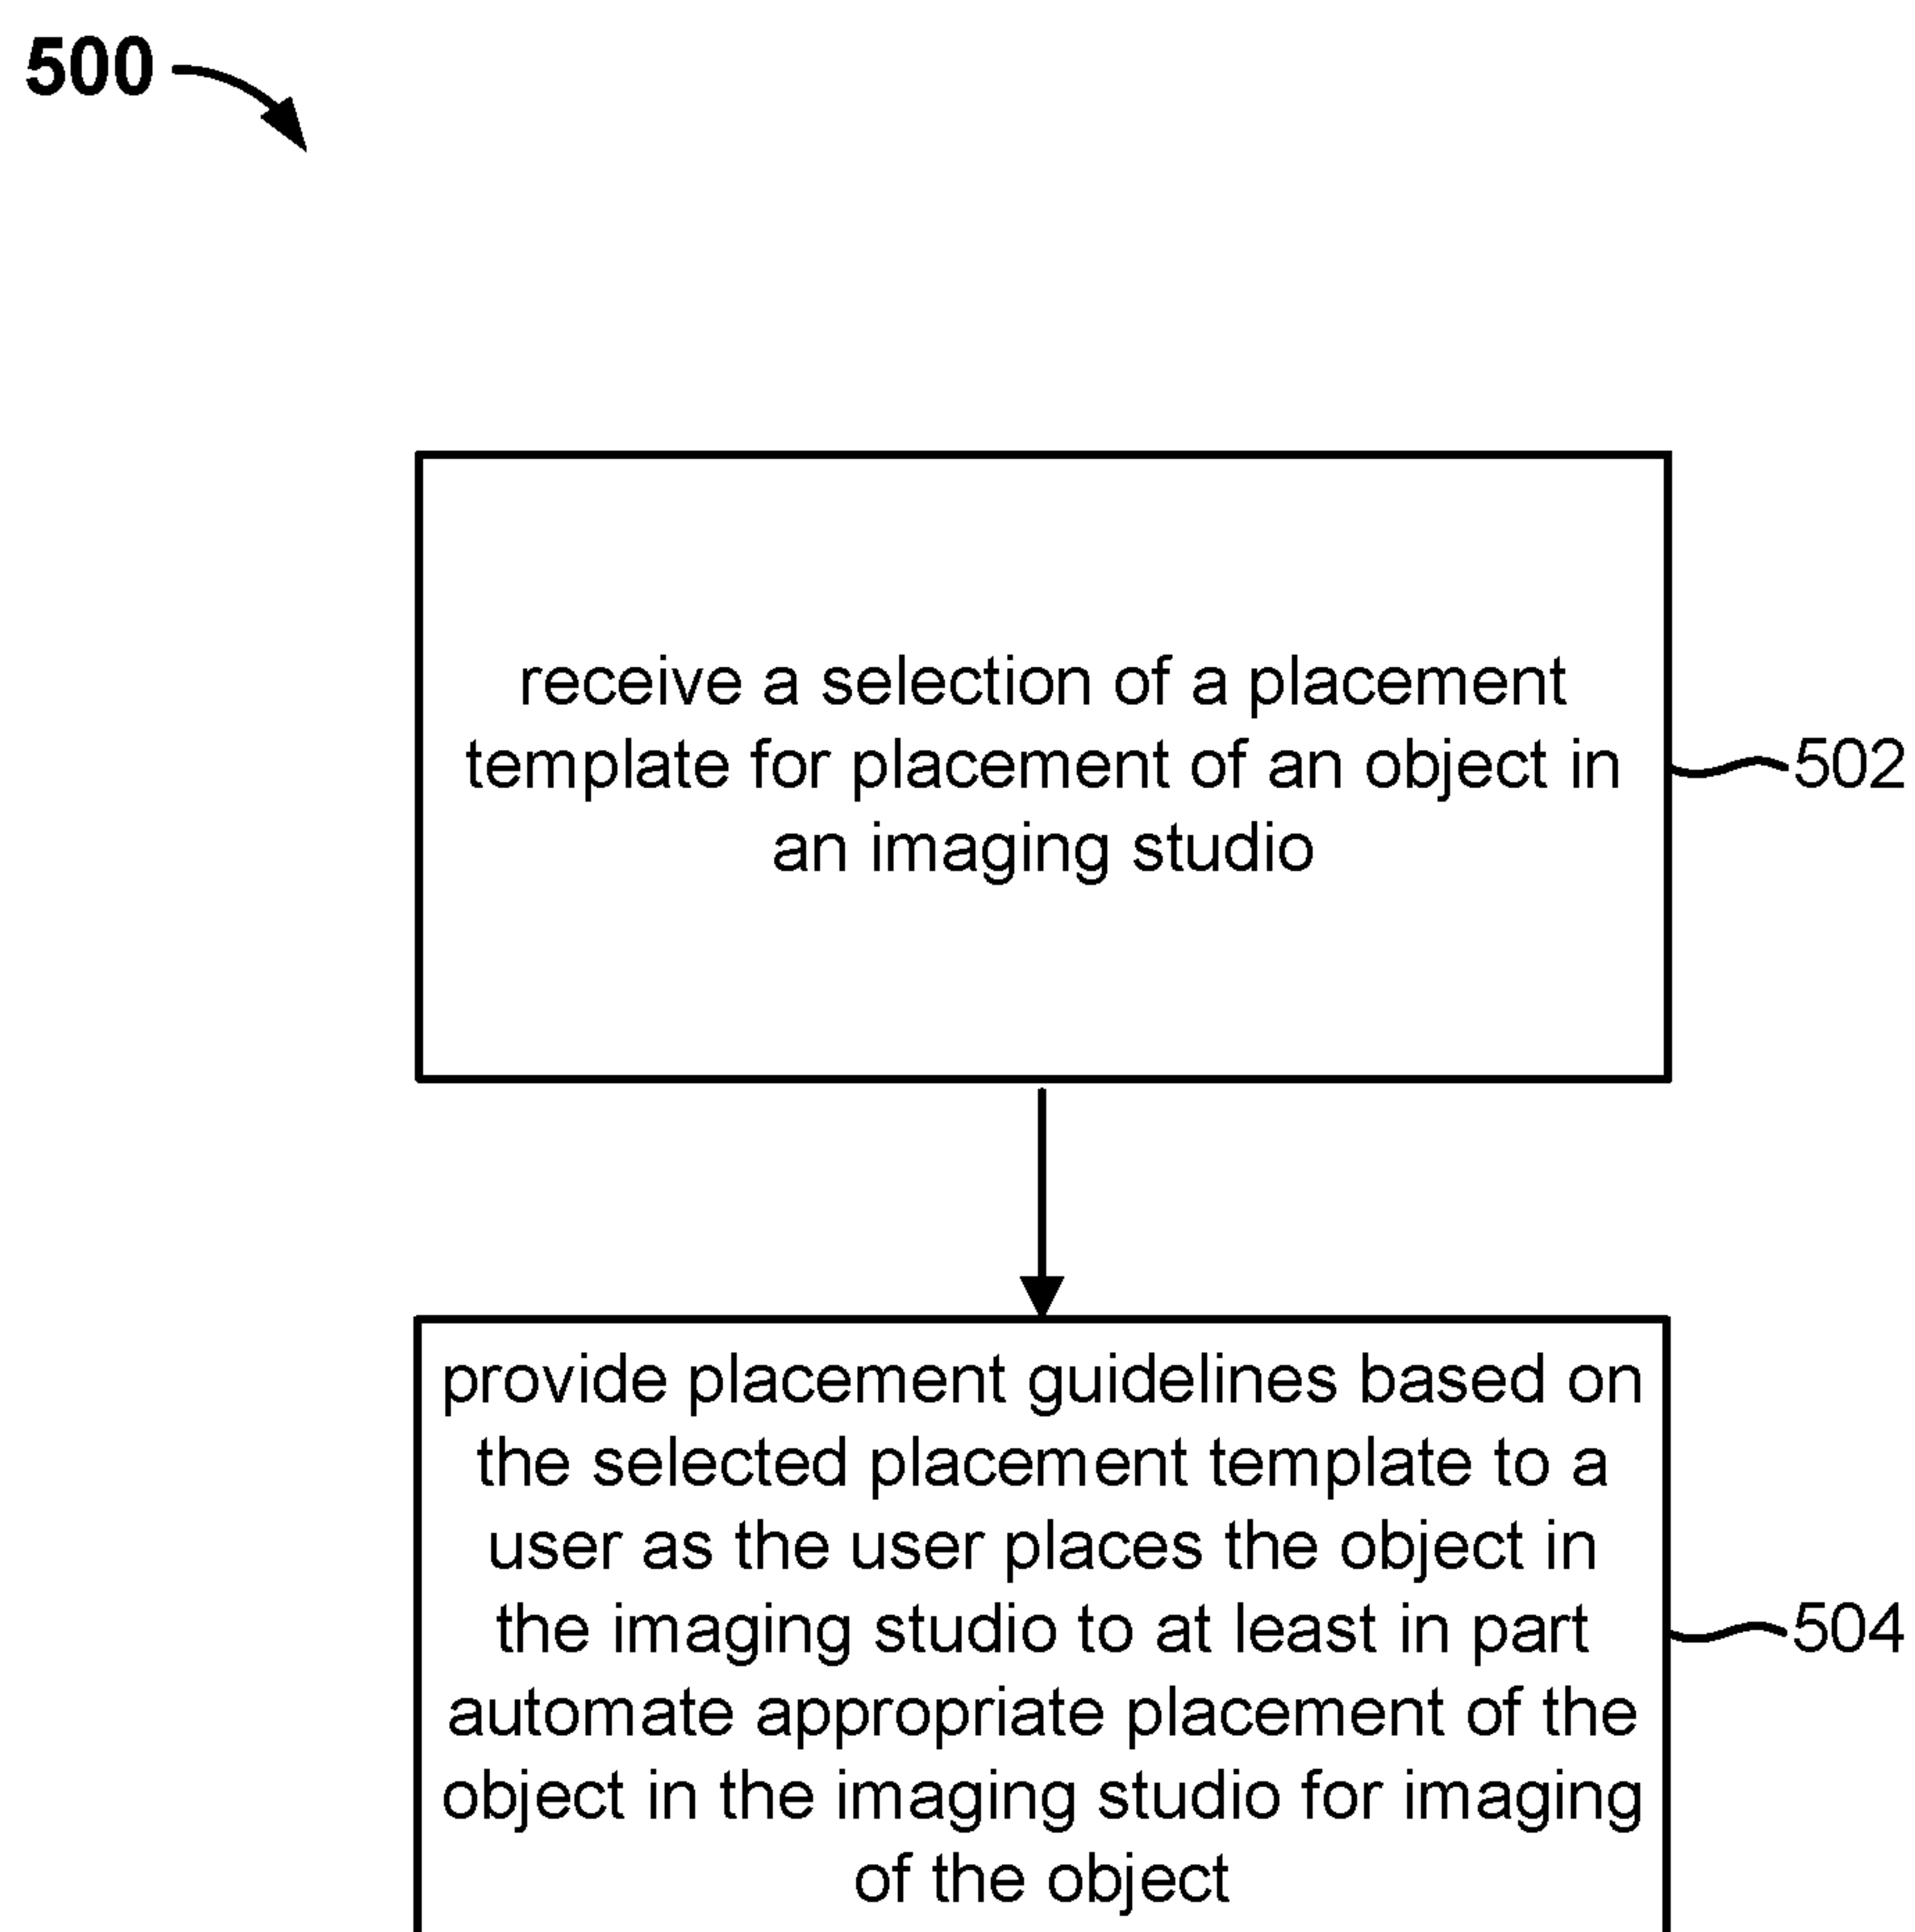 500
receive a selection of a placement
template for placement of an object in
an imaging studio
502
provide placement guidelines based on
the selected placement template to a
user as the user places the object in
the imaging studio to at least in part
automate appropriate placement of the
object in the imaging studio for imaging
of the object
504